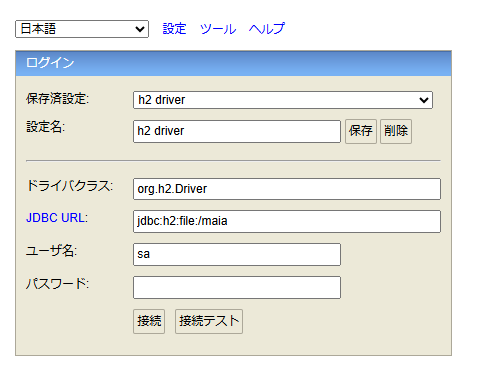 日本語 設定 ツール ヘルプ
ログイン
保存済設定: h2 driver
設定名: h2 driver 保存 削除
ドライバクラス: org.h2.Driver
JDBC URL: jdbc:h2:file:/maia
ユーザ名: sa
パスワード:
接続 接続テスト